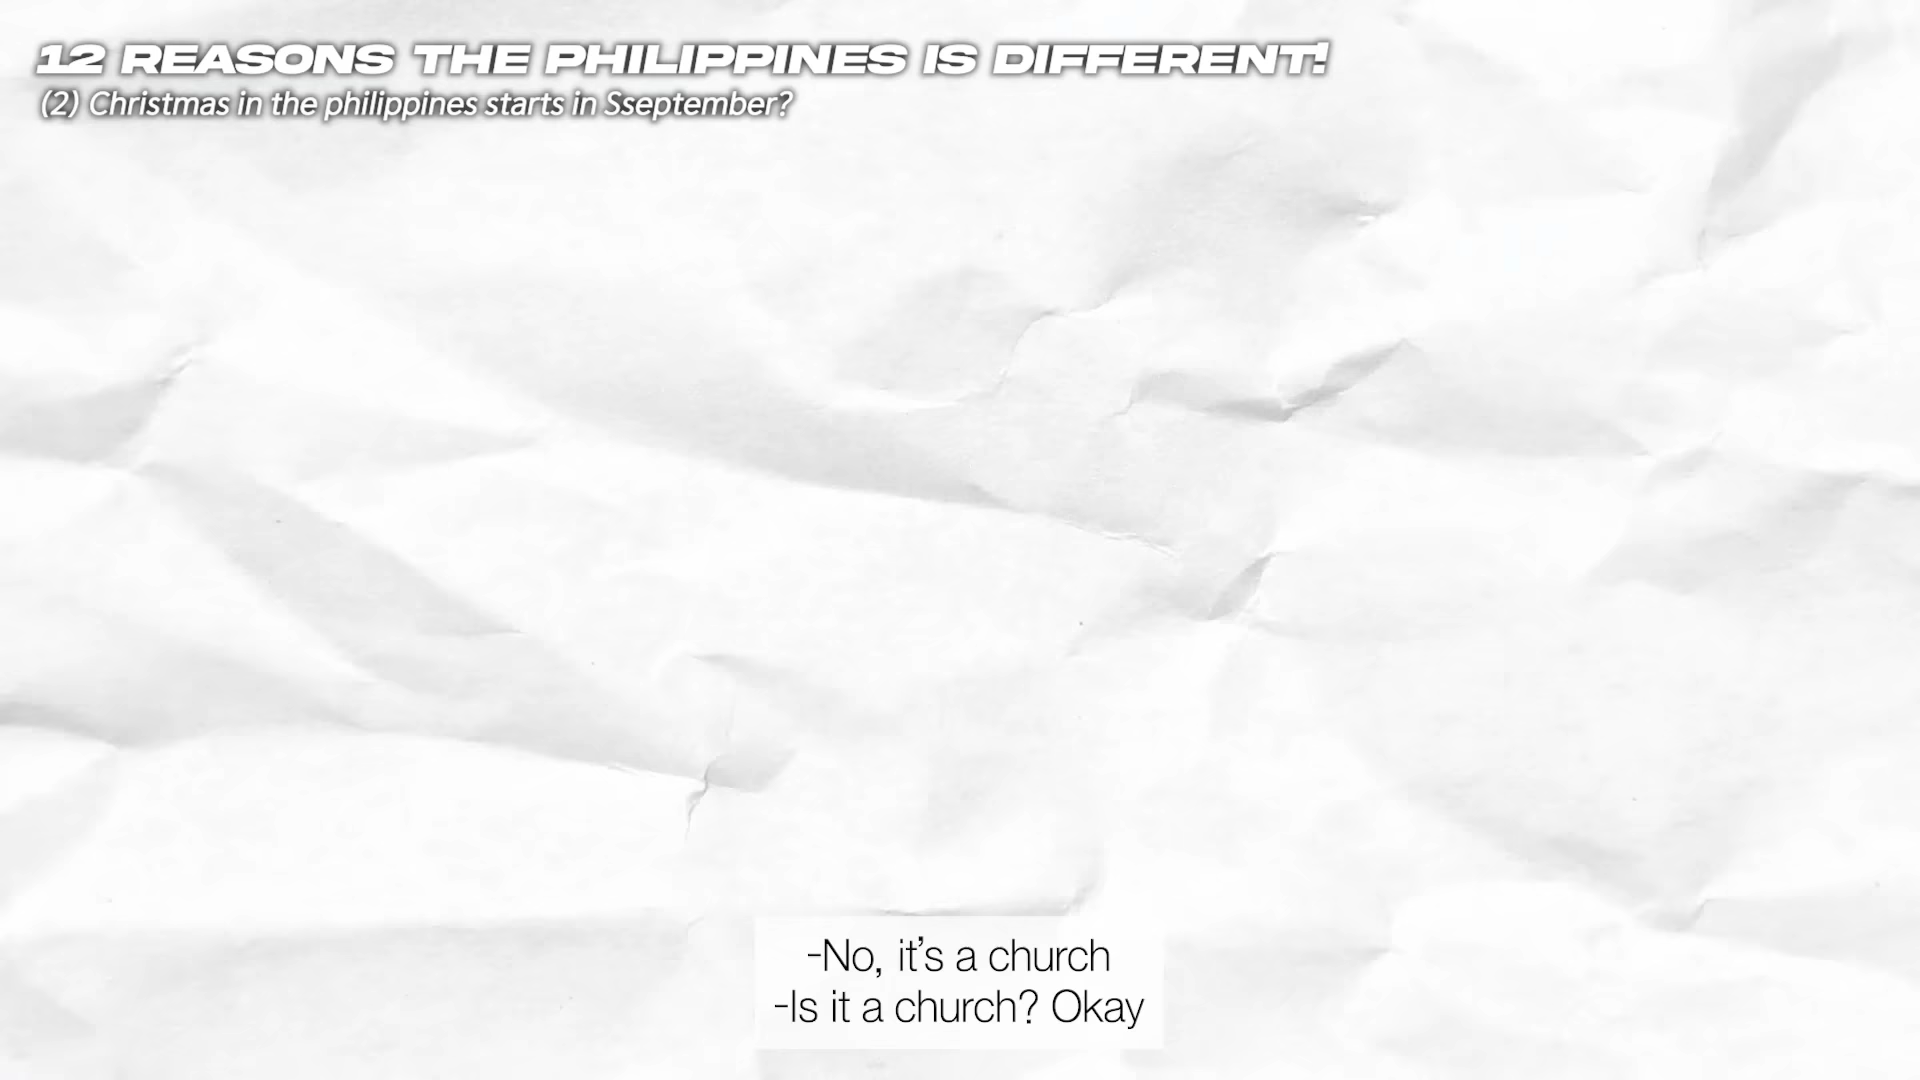 12 REASONS THE PHILIPPINES IS DIFFERENT!
(2) Christmas in the philippines starts in Sseptember?
-No, it's a church
-Is it a church? Okay